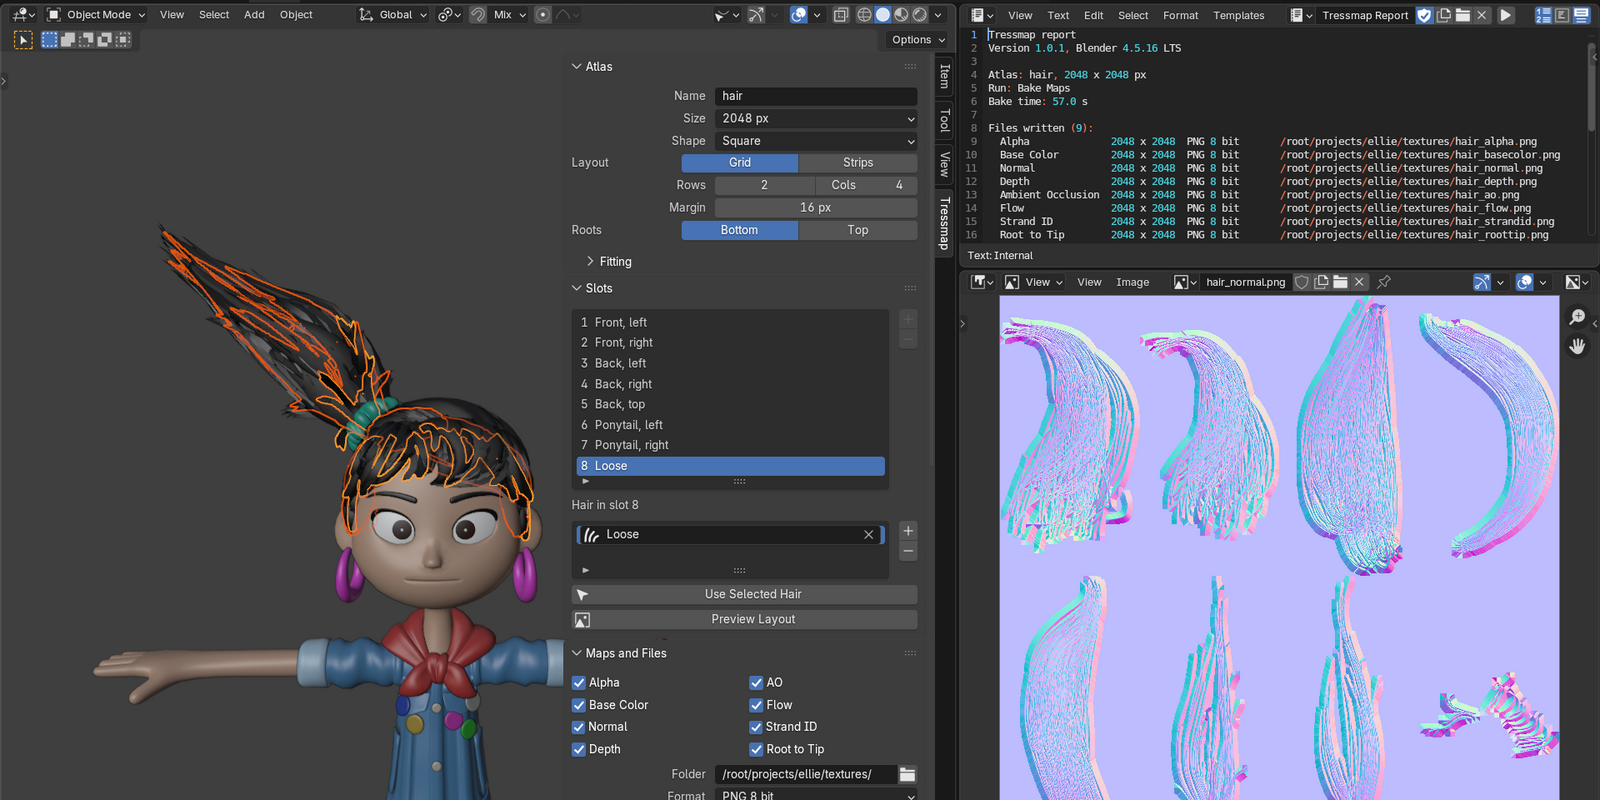 Object Mode View Select Add Object Global Mix
Options
Atlas
Name hair
Size 2048 px
Shape Square
Layout Grid Strips
Rows 2 Cols 4
Margin 16 px
Roots Bottom Top
Fitting
Slots
1 Front, left
2 Front, right
3 Back, left
4 Back, right
5 Back, top
6 Ponytail, left
7 Ponytail, right
8 Loose
Hair in slot 8
Loose
Use Selected Hair
Preview Layout
Maps and Files
Alpha AO
Base Color Flow
Normal Strand ID
Depth Root to Tip
Folder /root/projects/ellie/textures/
Format PNG 8 bit
Item
Tool
View
Tressmap
View Text Edit Select Format Templates Tressmap Report
1 Tressmap report
2 Version 1.0.1, Blender 4.5.16 LTS
3
4 Atlas: hair, 2048 x 2048 px
5 Run: Bake Maps
6 Bake time: 57.0 s
7
8 Files written (9):
9 Alpha 2048 x 2048 PNG 8 bit /root/projects/ellie/textures/hair_alpha.png
10 Base Color 2048 x 2048 PNG 8 bit /root/projects/ellie/textures/hair_basecolor.png
11 Normal 2048 x 2048 PNG 8 bit /root/projects/ellie/textures/hair_normal.png
12 Depth 2048 x 2048 PNG 8 bit /root/projects/ellie/textures/hair_depth.png
13 Ambient Occlusion 2048 x 2048 PNG 8 bit /root/projects/ellie/textures/hair_ao.png
14 Flow 2048 x 2048 PNG 8 bit /root/projects/ellie/textures/hair_flow.png
15 Strand ID 2048 x 2048 PNG 8 bit /root/projects/ellie/textures/hair_strandid.png
16 Root to Tip 2048 x 2048 PNG 8 bit /root/projects/ellie/textures/hair_roottip.png
Text: Internal
View View Image hair_normal.png